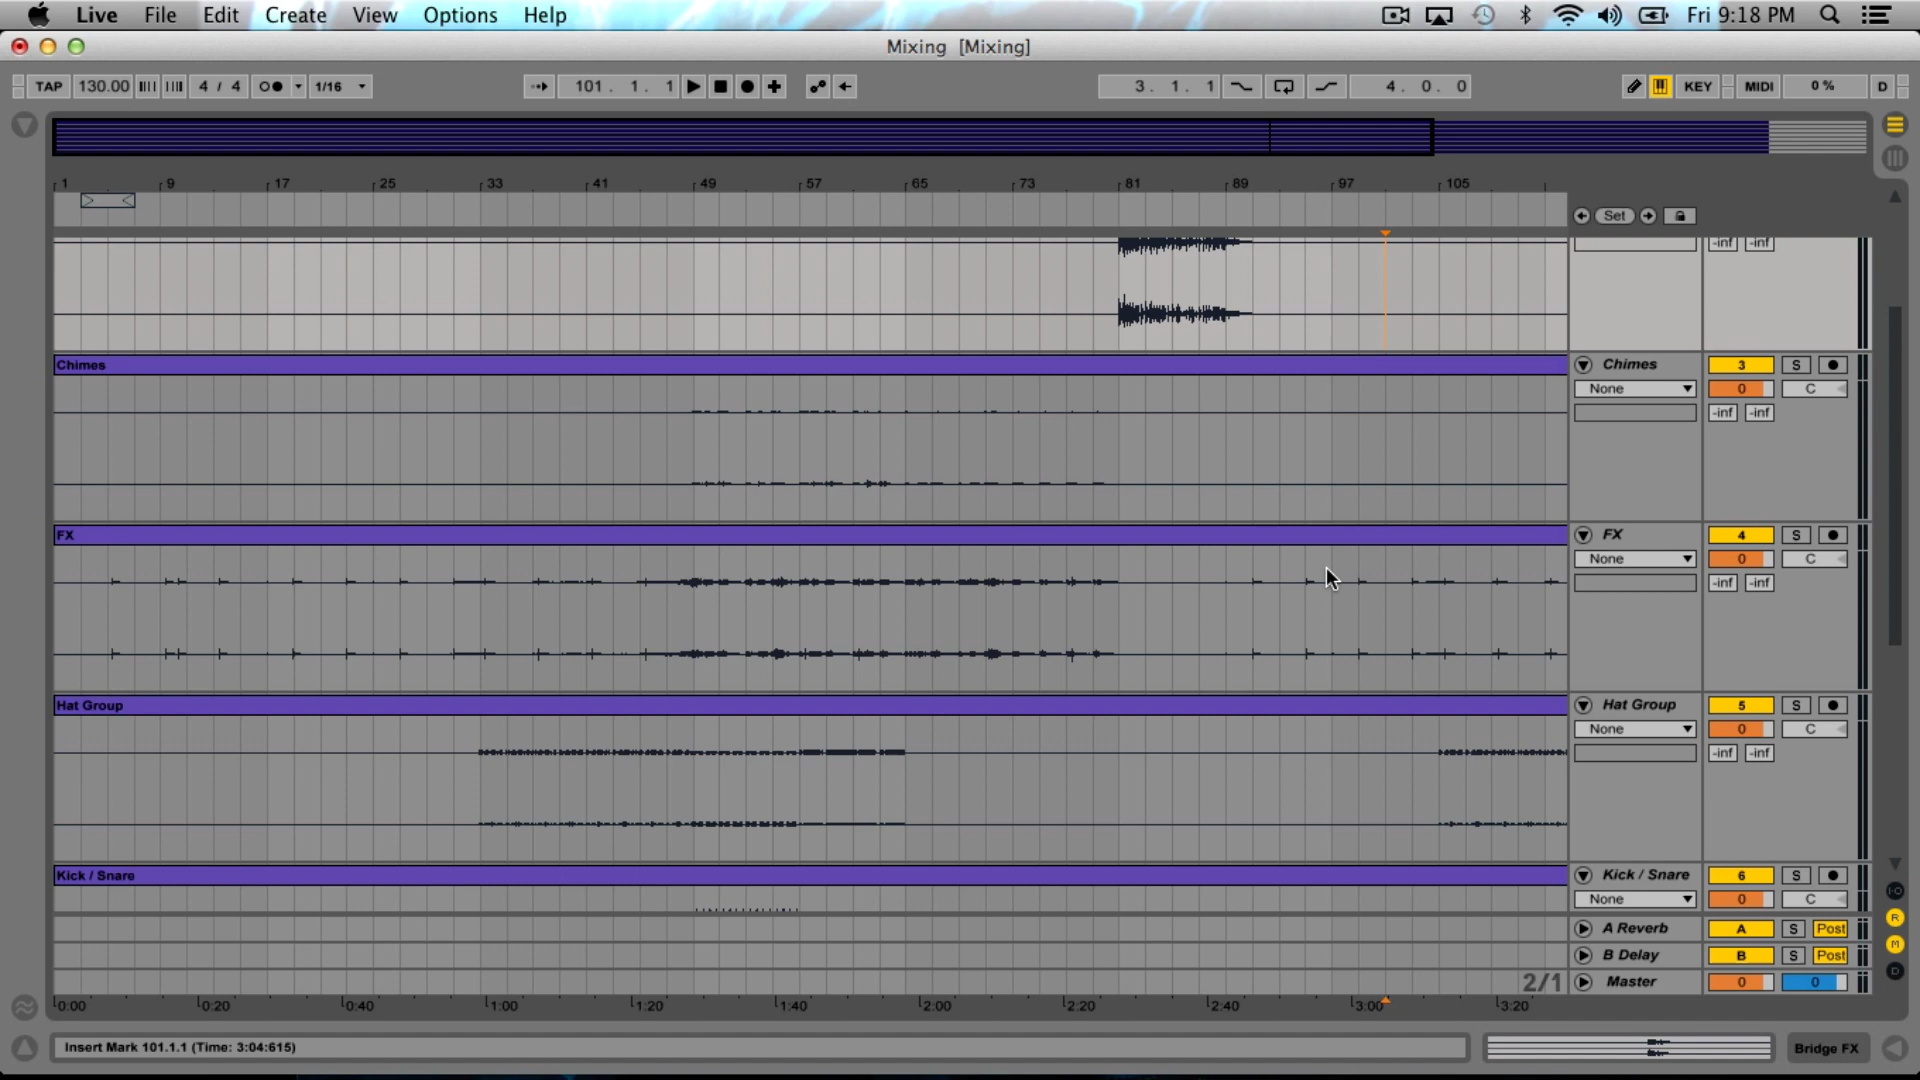 Live File Edit Create View Options Help Fri 9:18 PM
Mixing [Mixing]
TAP 130.00 4 / 4 1/16 101. 1. 1 3. 1. 1 4. 0. 0 KEY MIDI 0 % D
1 9 17 25 33 41 49 57 65 73 81 89 97 105
Set
-inf -inf
Chimes Chimes 3 S
None 0 C
-inf -inf
FX FX 4 S
None 0 C
-inf -inf
Hat Group Hat Group 5 S
None 0 C
-inf -inf
Kick / Snare Kick / Snare 6 S
None 0 C
I·O
A Reverb A S Post R
B Delay B S Post M
2/1 Master 0 0 D
0:00 0:20 0:40 1:00 1:20 1:40 2:00 2:20 2:40 3:00 3:20
Insert Mark 101.1.1 (Time: 3:04:615) Bridge FX